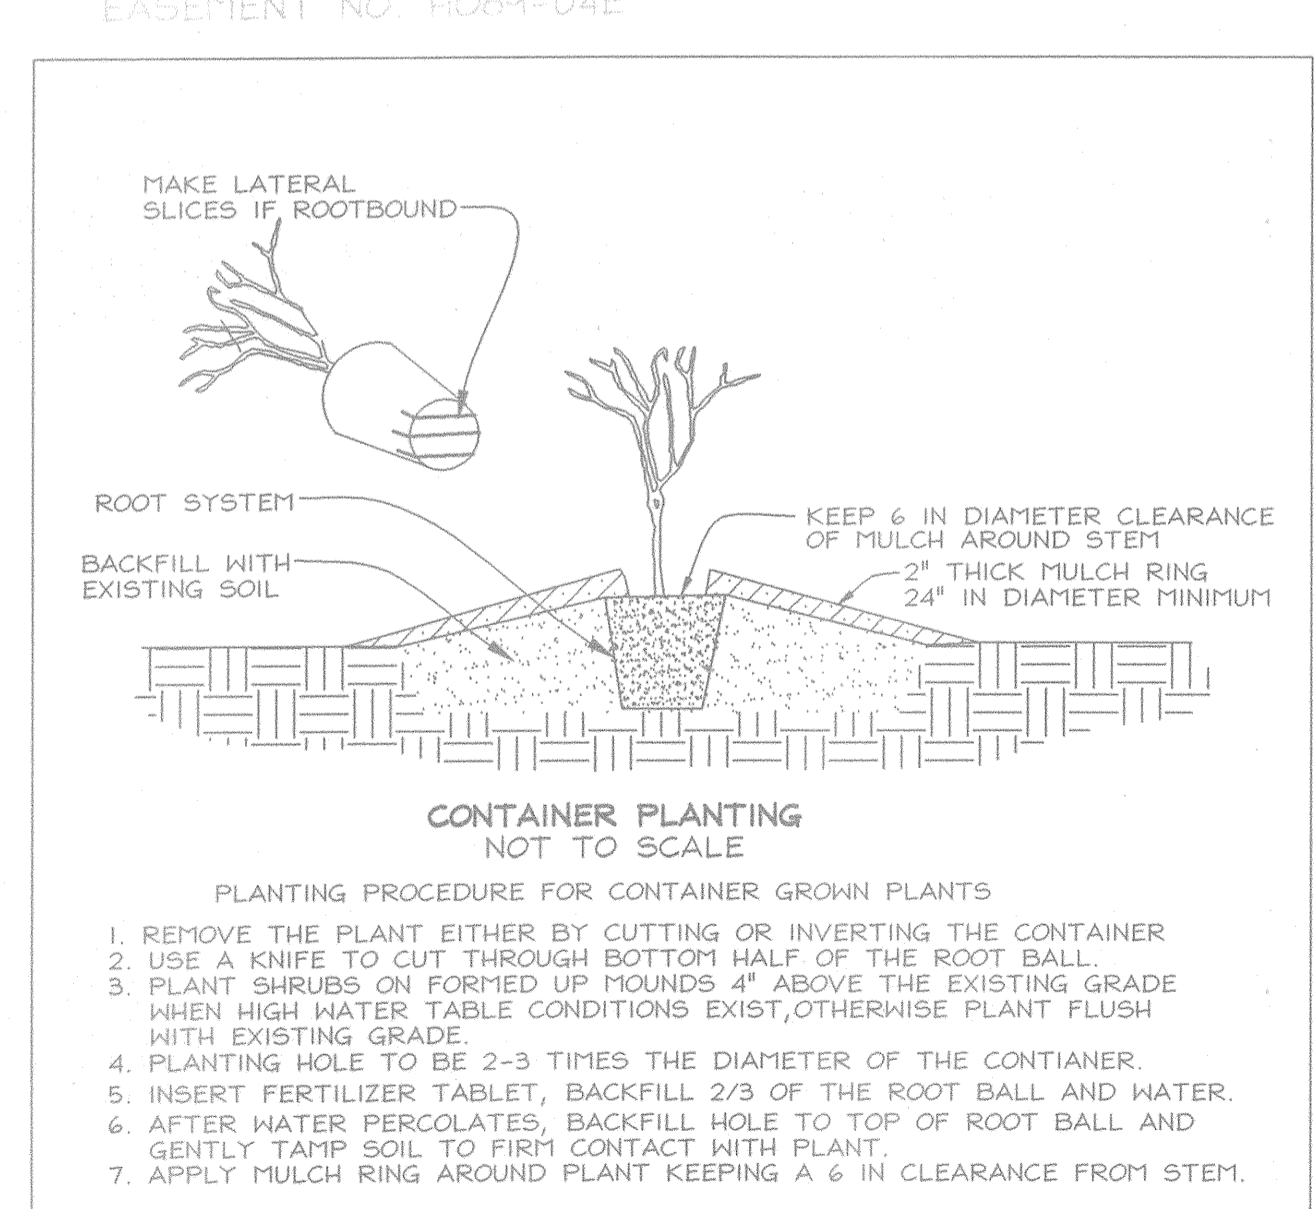 EASEMENT NO.
MAKE LATERAL
SLICES IF ROOTBOUND
ROOT SYSTEM
BACKFILL WITH
EXISTING SOIL
KEEP 6 IN DIAMETER CLEARANCE
OF MULCH AROUND STEM
2" THICK MULCH RING
24" IN DIAMETER MINIMUM
CONTAINER PLANTING
NOT TO SCALE
PLANTING PROCEDURE FOR CONTAINER GROWN PLANTS
1. REMOVE THE PLANT EITHER BY CUTTING OR INVERTING THE CONTAINER
2. USE A KNIFE TO CUT THROUGH BOTTOM HALF OF THE ROOT BALL.
3. PLANT SHRUBS ON FORMED UP MOUNDS 4" ABOVE THE EXISTING GRADE
WHEN HIGH WATER TABLE CONDITIONS EXIST,OTHERWISE PLANT FLUSH
WITH EXISTING GRADE.
4. PLANTING HOLE TO BE 2-3 TIMES THE DIAMETER OF THE CONTIANER.
5. INSERT FERTILIZER TABLET, BACKFILL 2/3 OF THE ROOT BALL AND WATER.
6. AFTER WATER PERCOLATES, BACKFILL HOLE TO TOP OF ROOT BALL AND
GENTLY TAMP SOIL TO FIRM CONTACT WITH PLANT.
7. APPLY MULCH RING AROUND PLANT KEEPING A 6 IN CLEARANCE FROM STEM.